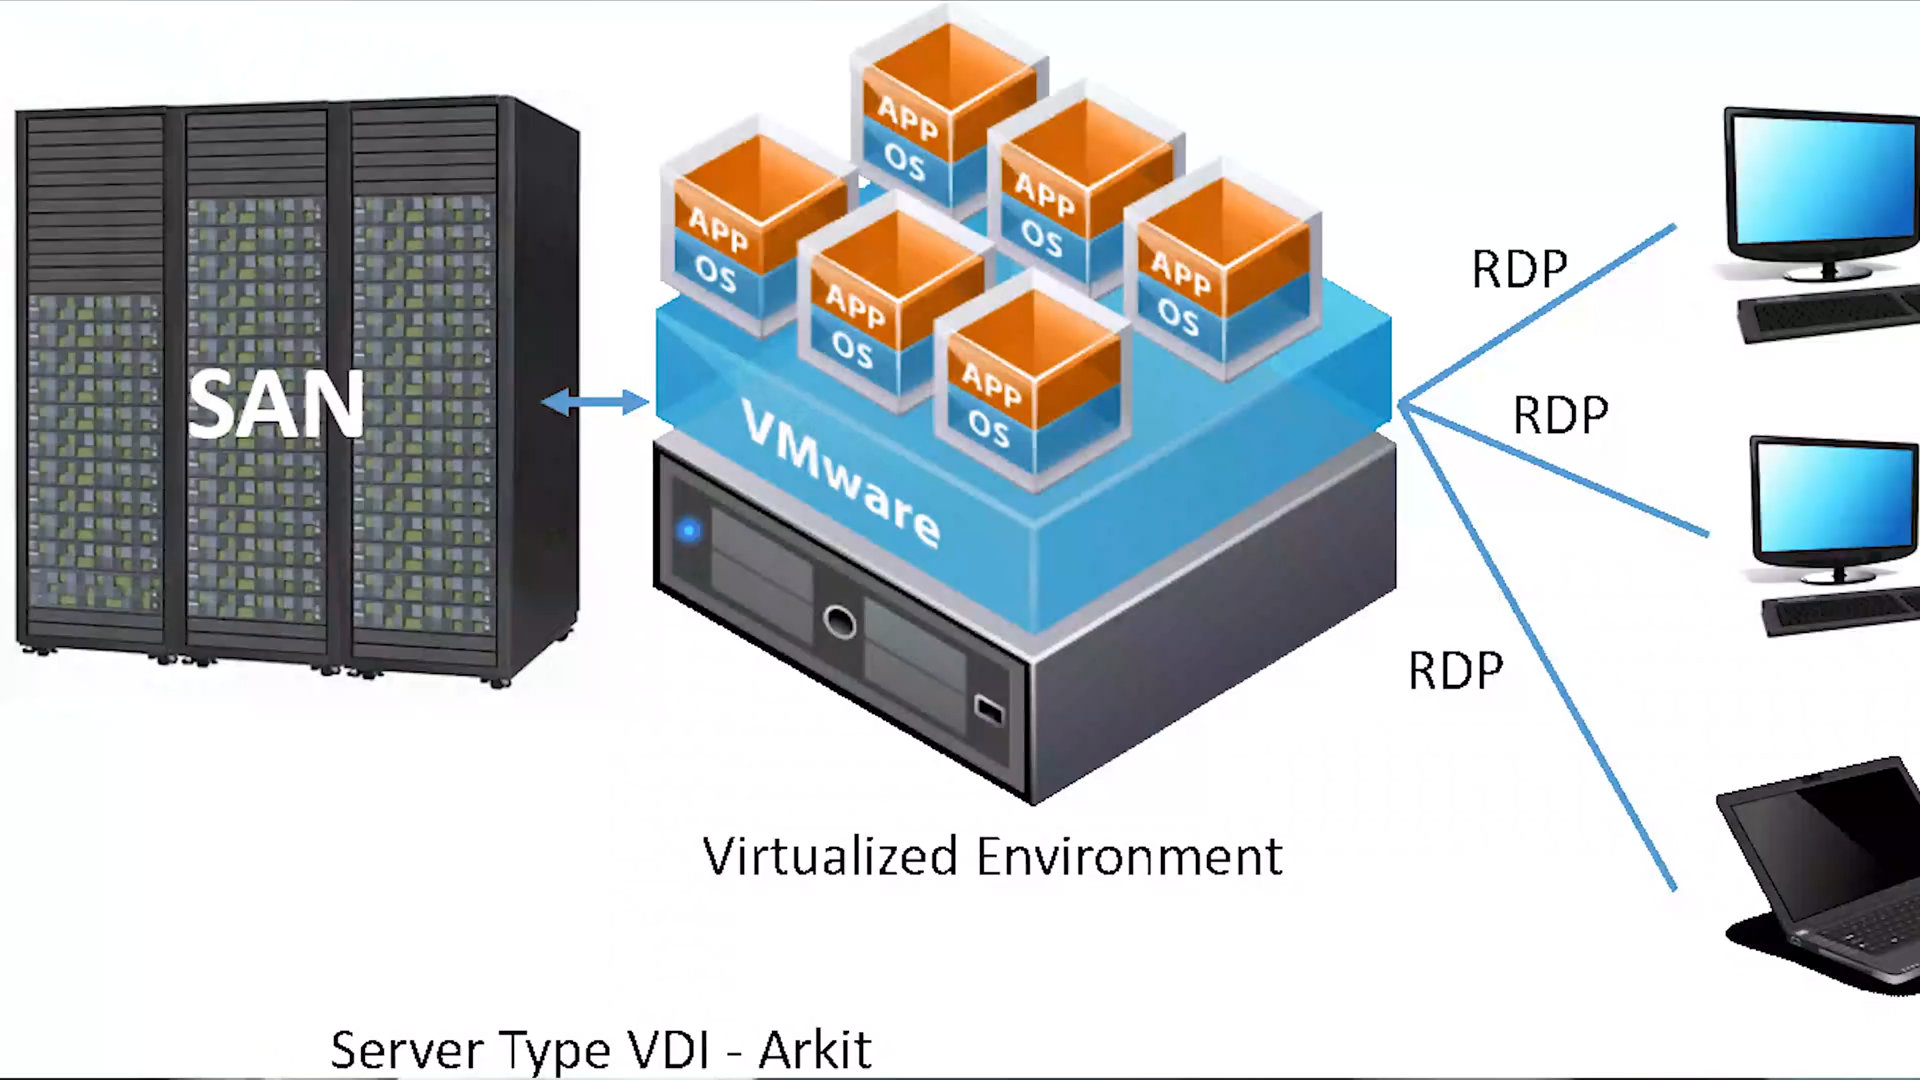 SAN
APP
OS
APP
OS
APP
OS
APP
OS
APP
OS
APP
OS
VMware
RDP
RDP
RDP
Virtualized Environment
Server Type VDI - Arkit